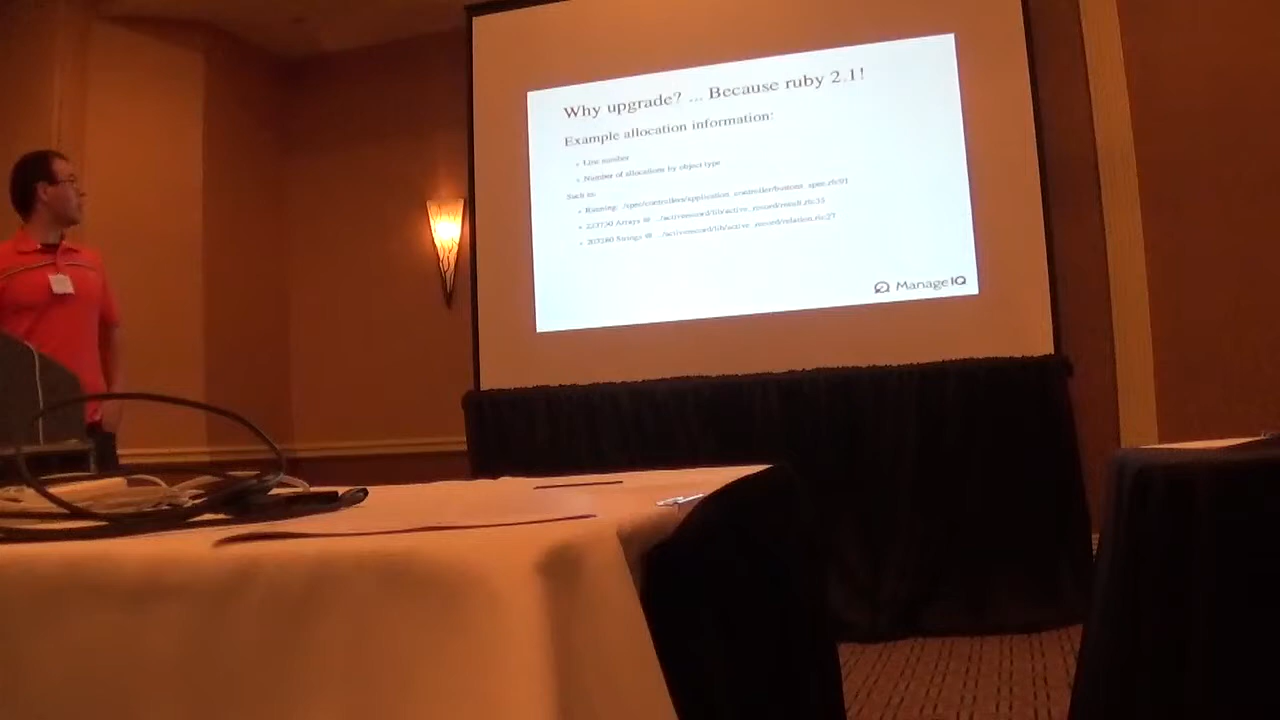 Why upgrade? ... Because ruby 2.1!
Example allocation information:
Line number
Number of allocations by object type
Such as:
Running: ./spec/controllers/application_controller/buttons_spec.rb:91
Arrays @ .../activerecord/lib/active_record/result.rb:35
Strings @ .../activerecord/lib/active_record/relation.rb:27
ManageIQ